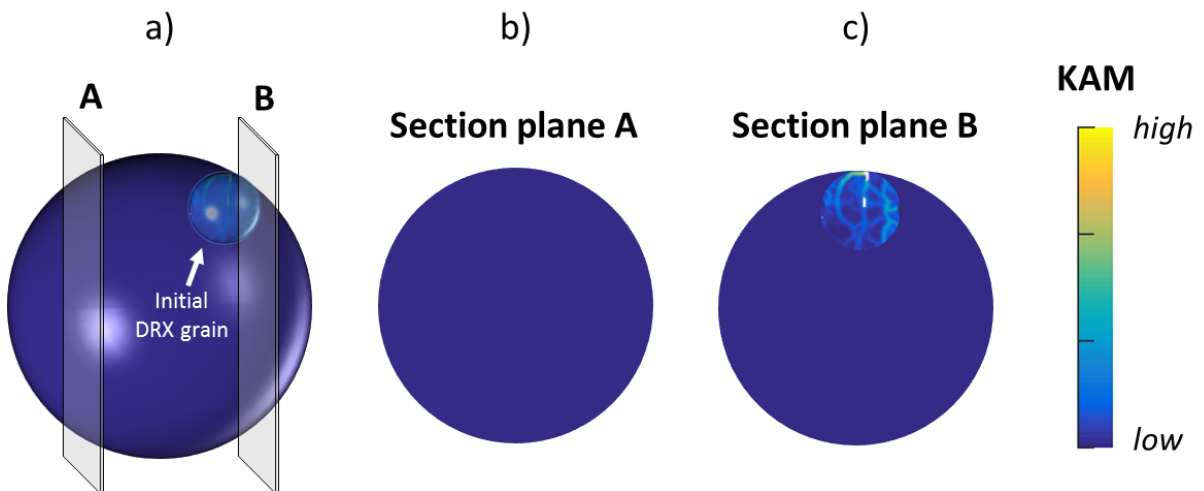 a)
b)
c)
A
B
Section plane A
Section plane B
KAM
high
low
Initial
DRX grain